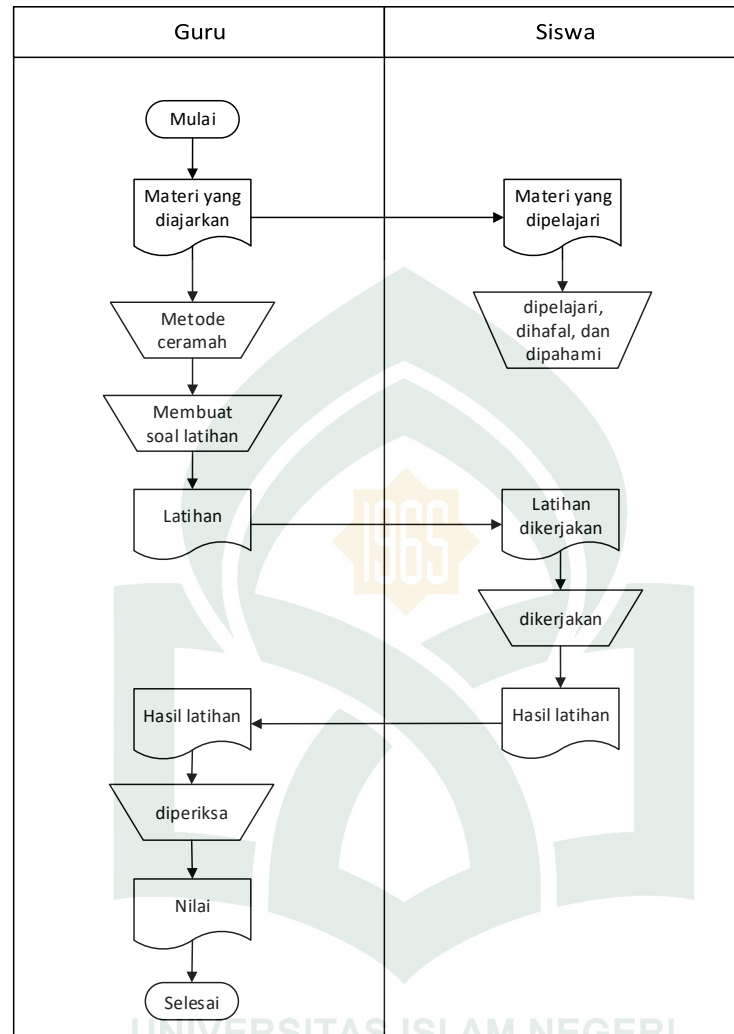 Guru
Siswa
Mulai
Materi yang
diajarkan
Materi yang
dipelajari
Metode
ceramah
dipelajari,
dihafal, dan
dipahami
Membuat
soal latihan
Latihan
Latihan
dikerjakan
1965
dikerjakan
Hasil latihan
Hasil latihan
diperiksa
Nilai
Selesai
UNIVERSITAS ISLAM NEGERI